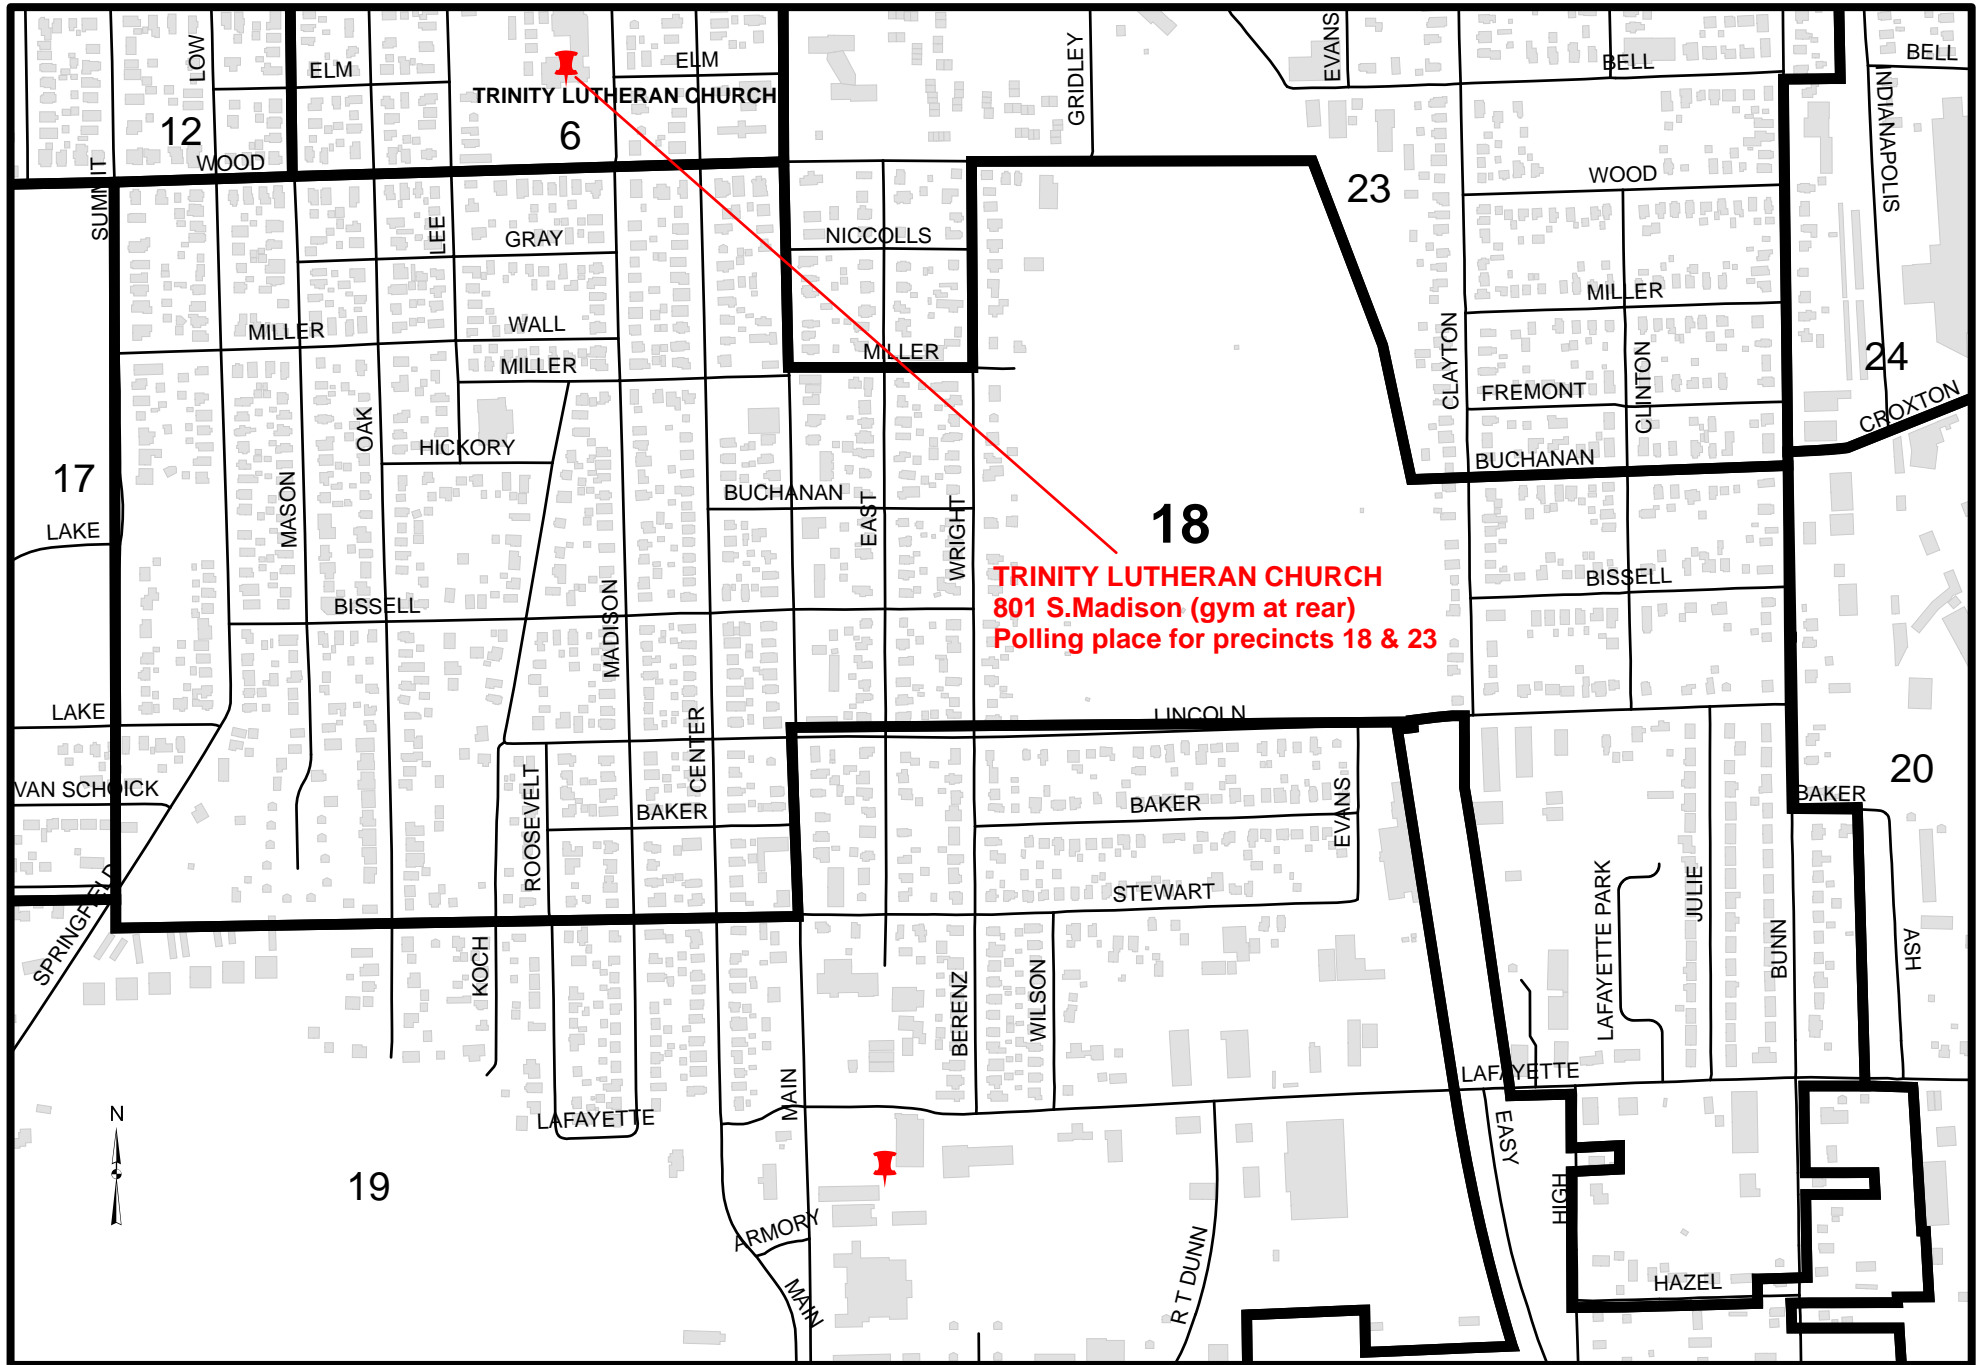 LOW
ELM
ELM
TRINITY LUTHERAN CHURCH
6
12
WOOD
SUMMIT
GRIDLEY
EVANS
BELL
BELL
INDIANAPOLIS
23
WOOD
LEE
GRAY
NICCOLLS
MILLER
WALL
MILLER
MILLER
MILLER
CLAYTON
FREMONT
CLINTON
24
CROXTON
OAK
HICKORY
17
LAKE
MASON
BUCHANAN
EAST
WRIGHT
BUCHANAN
18
TRINITY LUTHERAN CHURCH
801 S.Madison (gym at rear)
Polling place for precincts 18 & 23
BISSELL
BISSELL
MADISON
LAKE
LINCOLN
CENTER
VAN SCHOICK
ROOSEVELT
BAKER
BAKER
EVANS
BAKER
20
STEWART
SPRINGFIELD
KOCH
BERENZ
WILSON
LAFAYETTE PARK
JULIE
BUNN
ASH
LAFAYETTE
MAIN
LAFAYETTE
EASY
N
19
ARMORY
MAIN
R T DUNN
HIGH
HAZEL